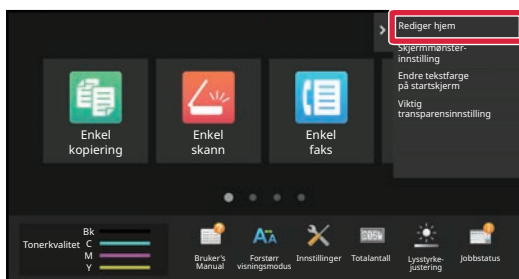 Rediger hjem
Skjermmønster-
innstilling
Endre tekstfarge
på startskjerm
Viktig
transparensinnstilling
Enkel
kopiering
Enkel
skann
Enkel
faks
Tonerkvalitet
Bk
C
M
Y
Bruker's
Manual
Forstørr
visningsmodus
Innstillinger
Totalantall
Lysstyrke-
justering
Jobbstatus